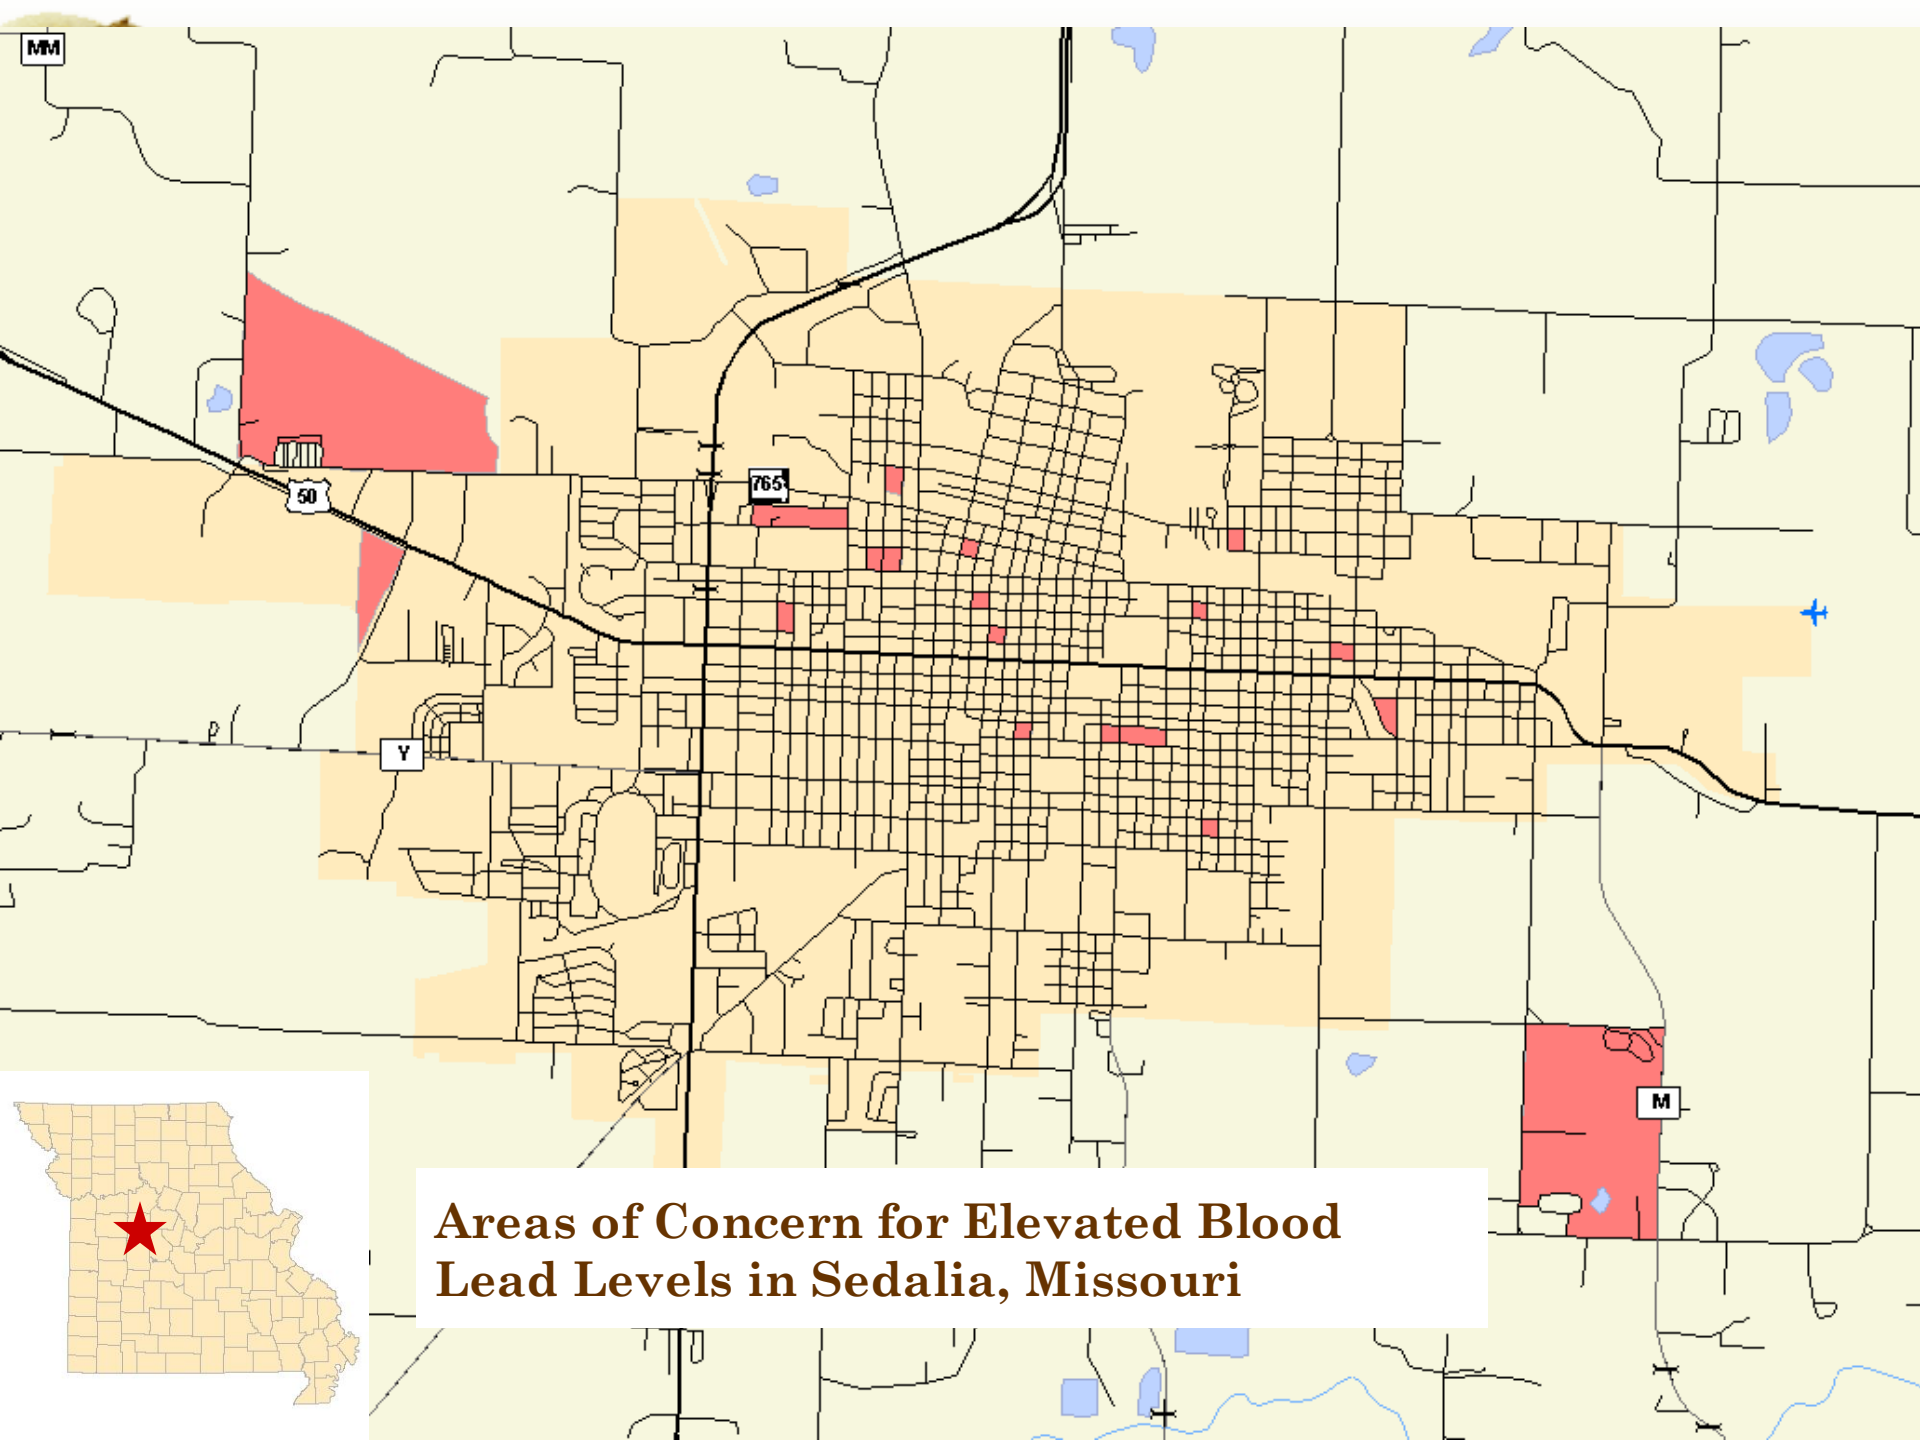 MM
50
765
Y
M
Areas of Concern for Elevated Blood
Lead Levels in Sedalia, Missouri